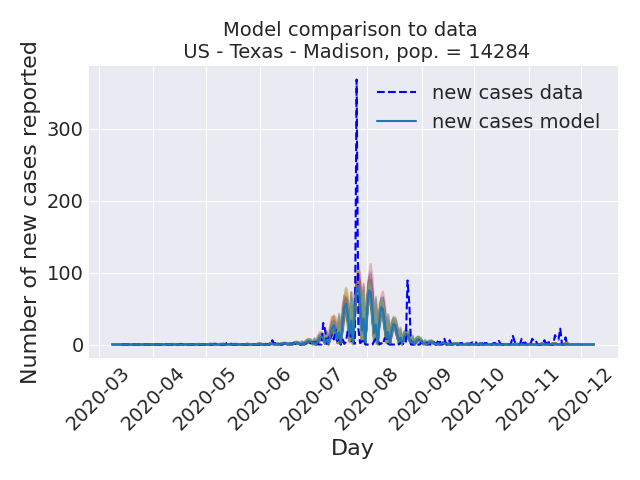 Model comparison to data
US - Texas - Madison, pop. = 14284
Number of new cases reported
300
200
100
0
new cases data
new cases model
2020-03
2020-04
2020-05
2020-06
2020-07
2020-08
2020-09
2020-10
2020-11
2020-12
Day